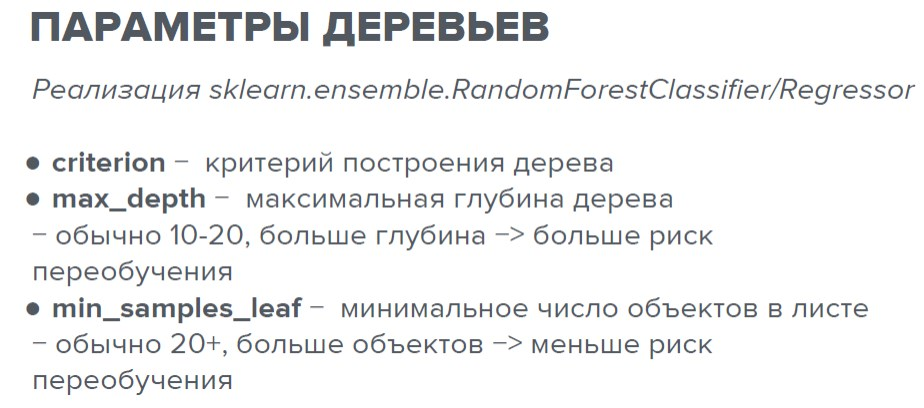 ПАРАМЕТРЫ ДЕРЕВЬЕВ
Реализация sklearn.ensemble.RandomForestClassifier/Regressor
● criterion − критерий построения дерева
● max_depth − максимальная глубина дерева
− обычно 10-20, больше глубина −> больше риск
переобучения
● min_samples_leaf − минимальное число объектов в листе
− обычно 20+, больше объектов −> меньше риск
переобучения